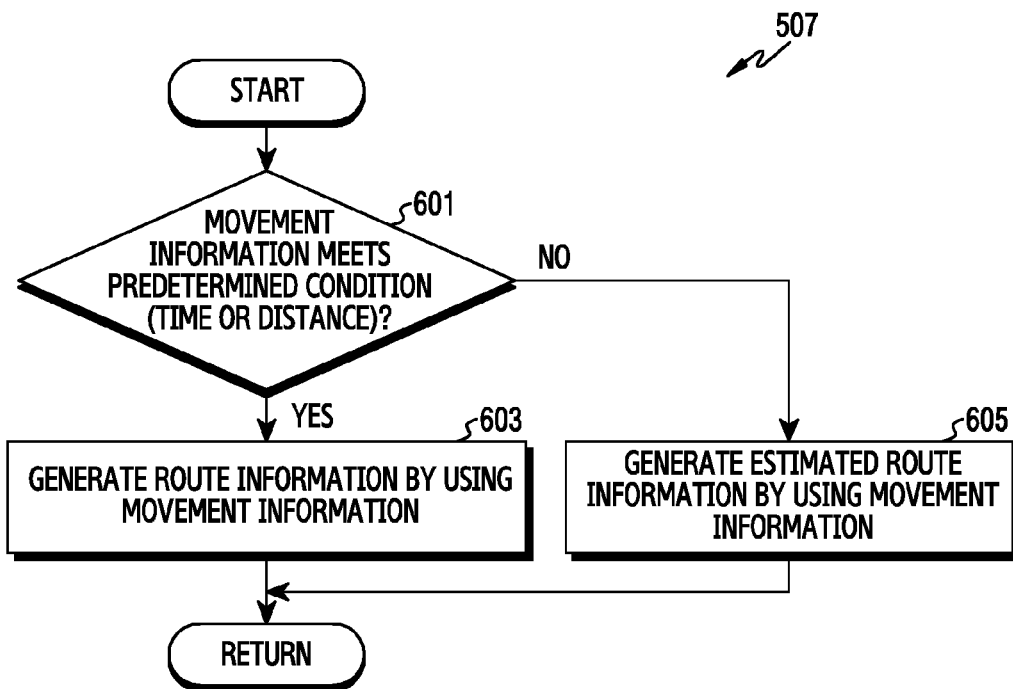 507
START
601
MOVEMENT
INFORMATION MEETS
PREDETERMINED CONDITION
(TIME OR DISTANCE)?
NO
YES
603
GENERATE ROUTE INFORMATION BY USING
MOVEMENT INFORMATION
605
GENERATE ESTIMATED ROUTE
INFORMATION BY USING MOVEMENT
INFORMATION
RETURN